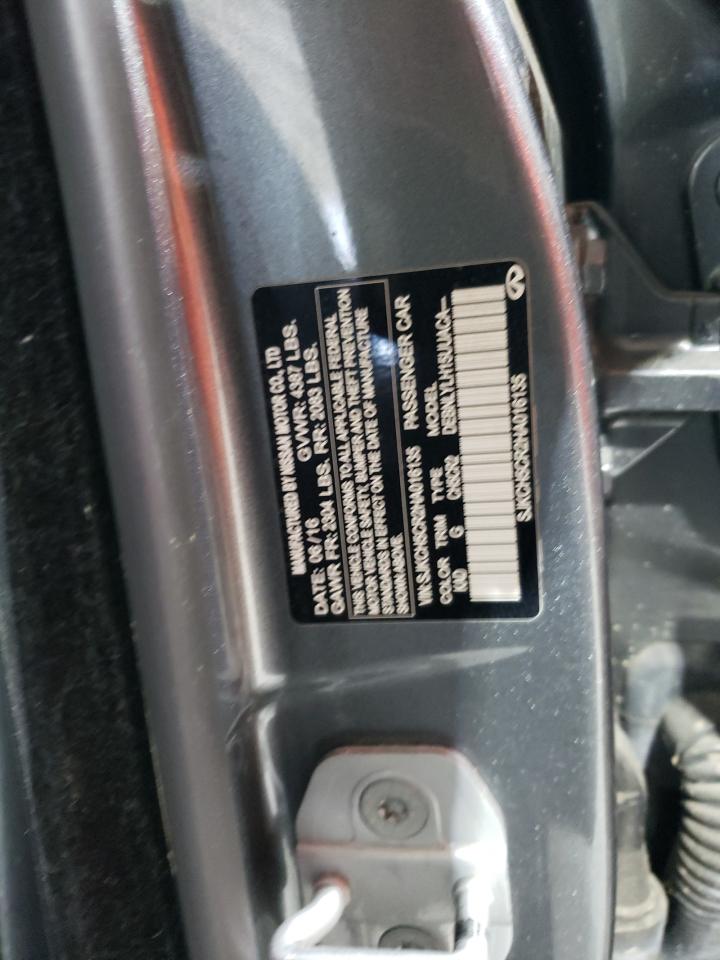 MANUFACTURED BY NISSAN MOTOR CO., LTD
DATE: 06/16 GVWR: 4387 LBS.
GAWR FR: 2304 LBS. RR: 2083 LBS.
THIS VEHICLE CONFORMS TO ALL APPLICABLE FEDERAL
MOTOR VEHICLE SAFETY, BUMPER AND THEFT PREVENTION
STANDARDS IN EFFECT ON THE DATE OF MANUFACTURE
SHOWN ABOVE.
VIN: SJKCH5CR2HA016135 PASSENGER CAR
COLOR TRIM TYPE MODEL
KAD G
SJKCH5CR2HA016135